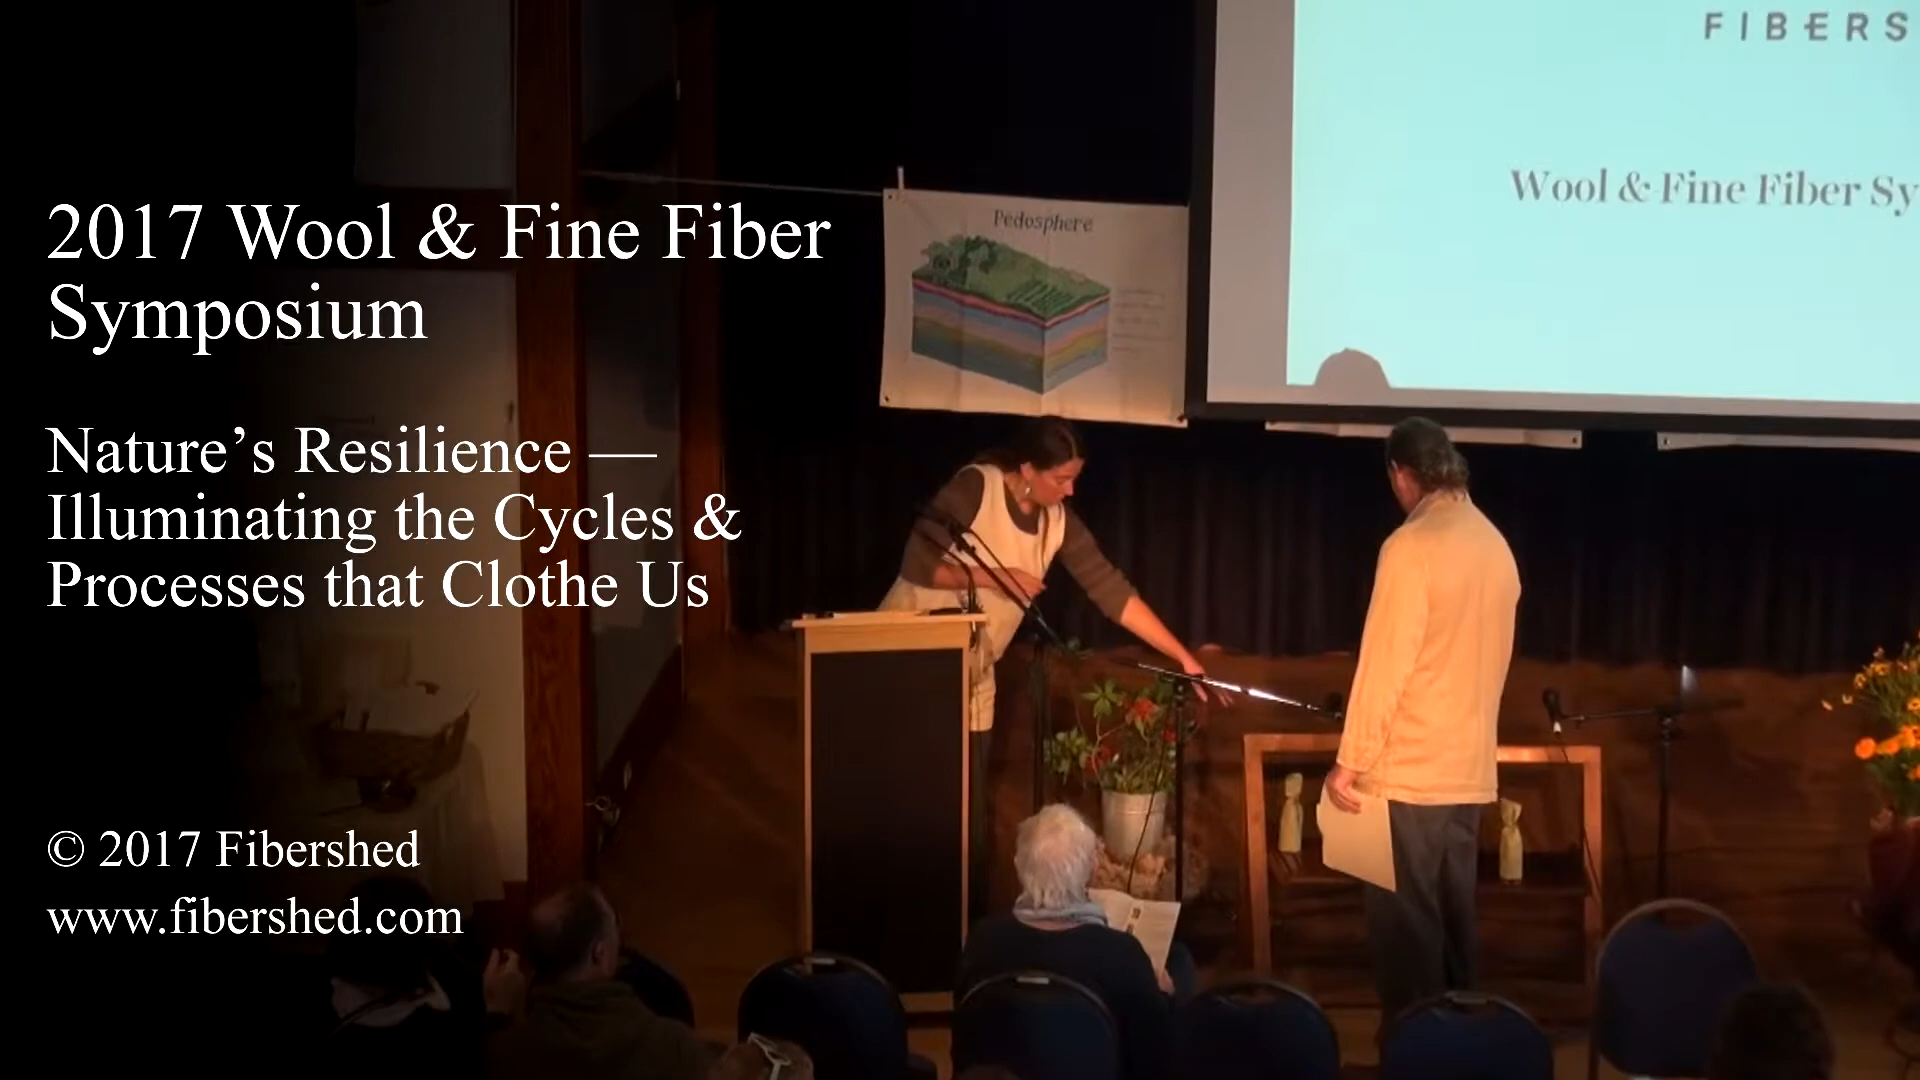 2017 Wool & Fine Fiber
Symposium
Nature’s Resilience —
Illuminating the Cycles &
Processes that Clothe Us
© 2017 Fibershed
www.fibershed.com
Pedosphere
FIBERS
Wool & Fine Fiber Sy